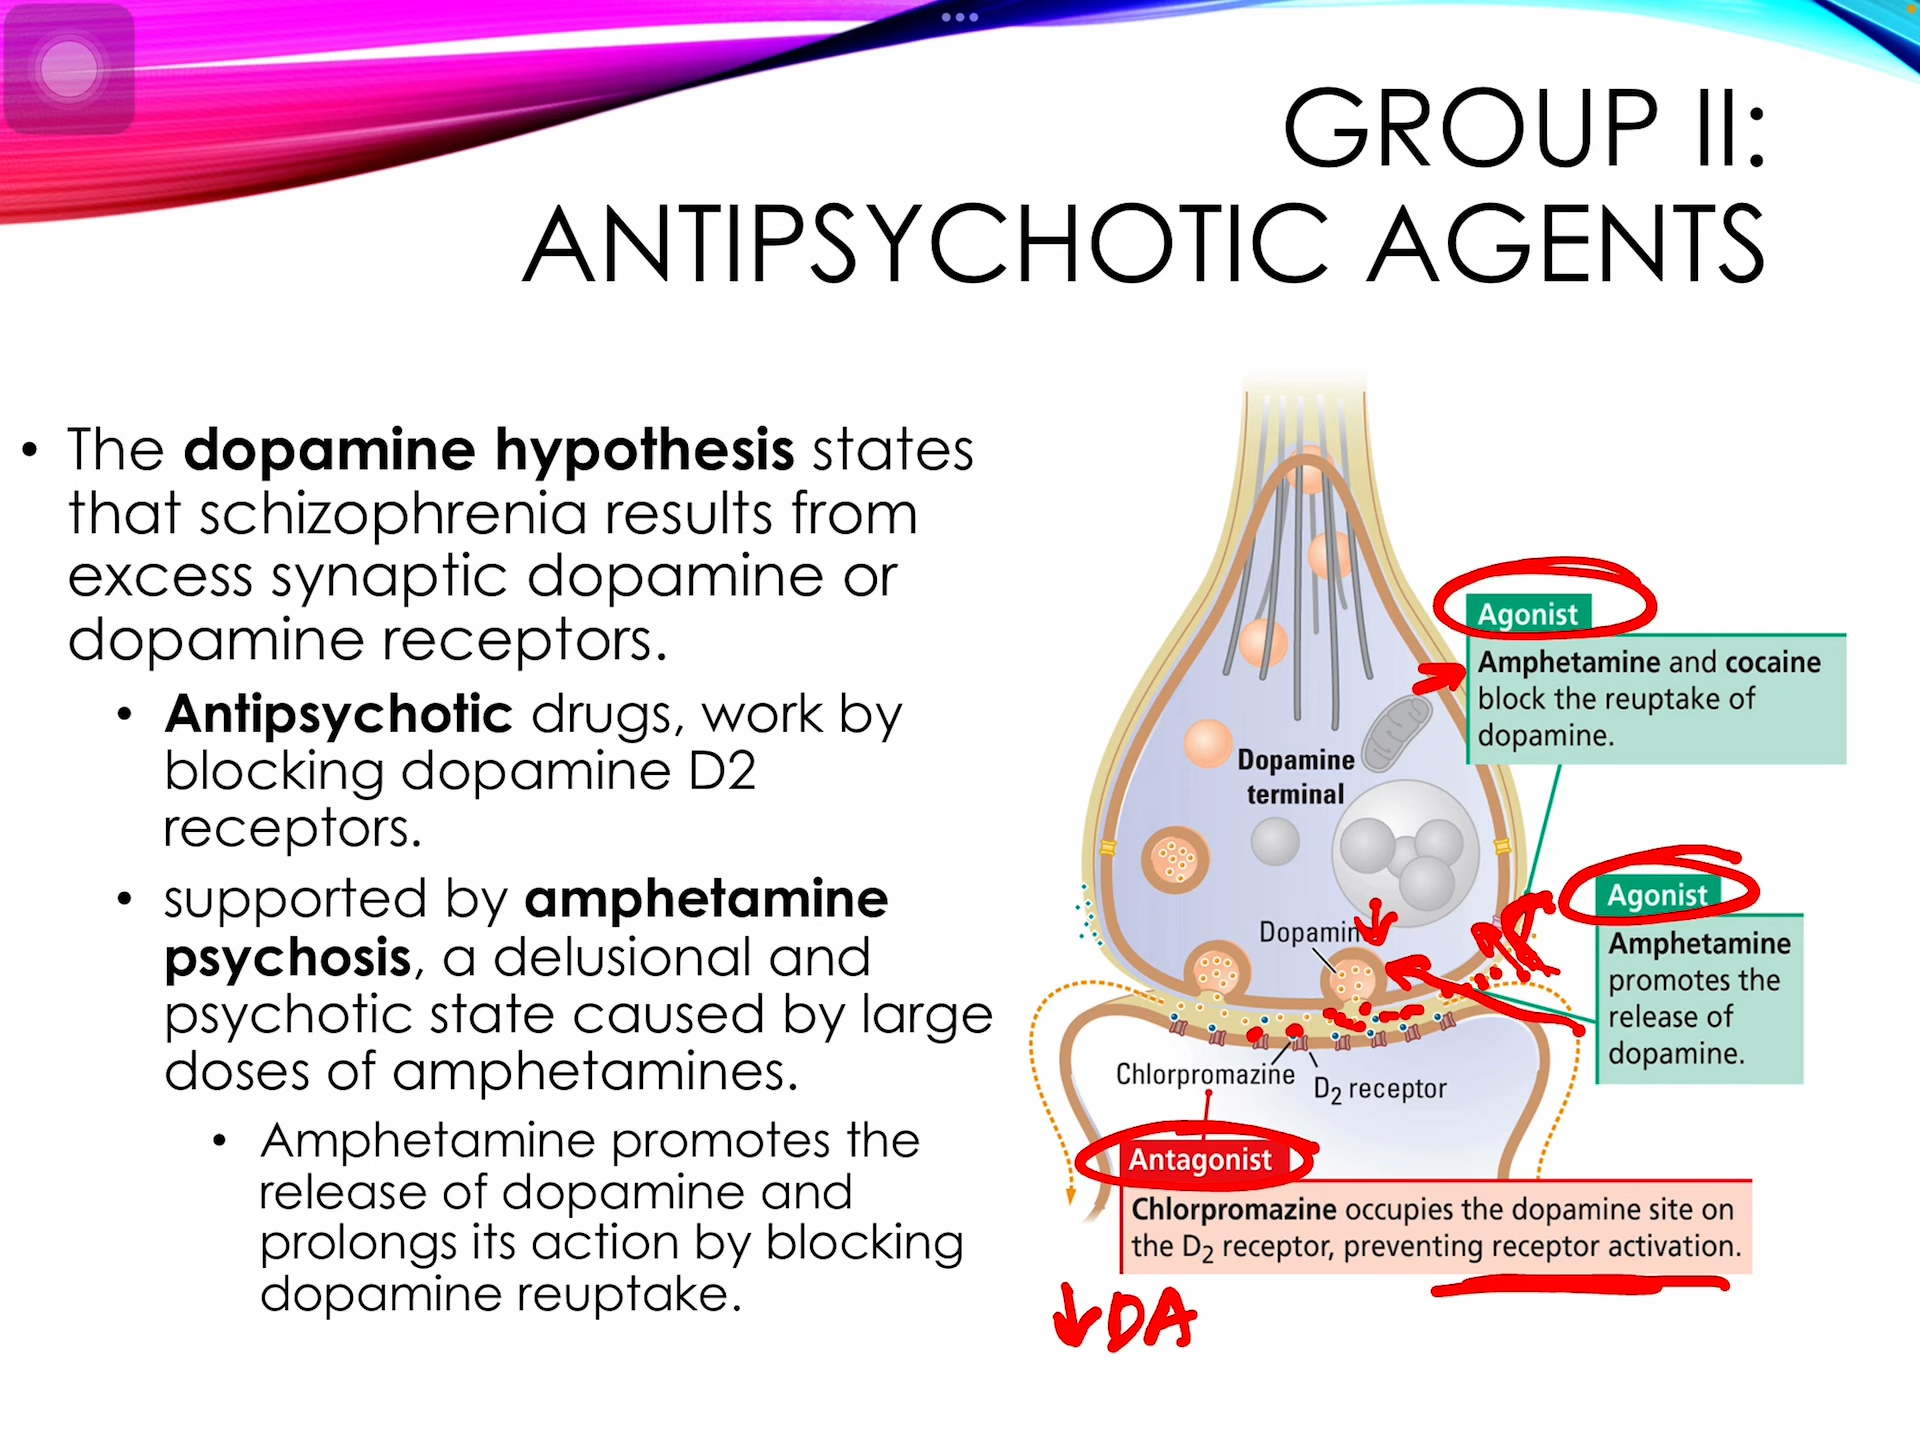 GROUP II:
ANTIPSYCHOTIC AGENTS
• The dopamine hypothesis states
that schizophrenia results from
excess synaptic dopamine or
dopamine receptors.
• Antipsychotic drugs, work by
blocking dopamine D2
receptors.
• supported by amphetamine
psychosis, a delusional and
psychotic state caused by large
doses of amphetamines.
• Amphetamine promotes the
release of dopamine and
prolongs its action by blocking
dopamine reuptake.
Agonist
Amphetamine and cocaine
block the reuptake of
dopamine.
Dopamine
terminal
Agonist
Amphetamine
promotes the
release of
dopamine.
Dopamin
Chlorpromazine
D2 receptor
Antagonist
Chlorpromazine occupies the dopamine site on
the D2 receptor, preventing receptor activation.
↓DA